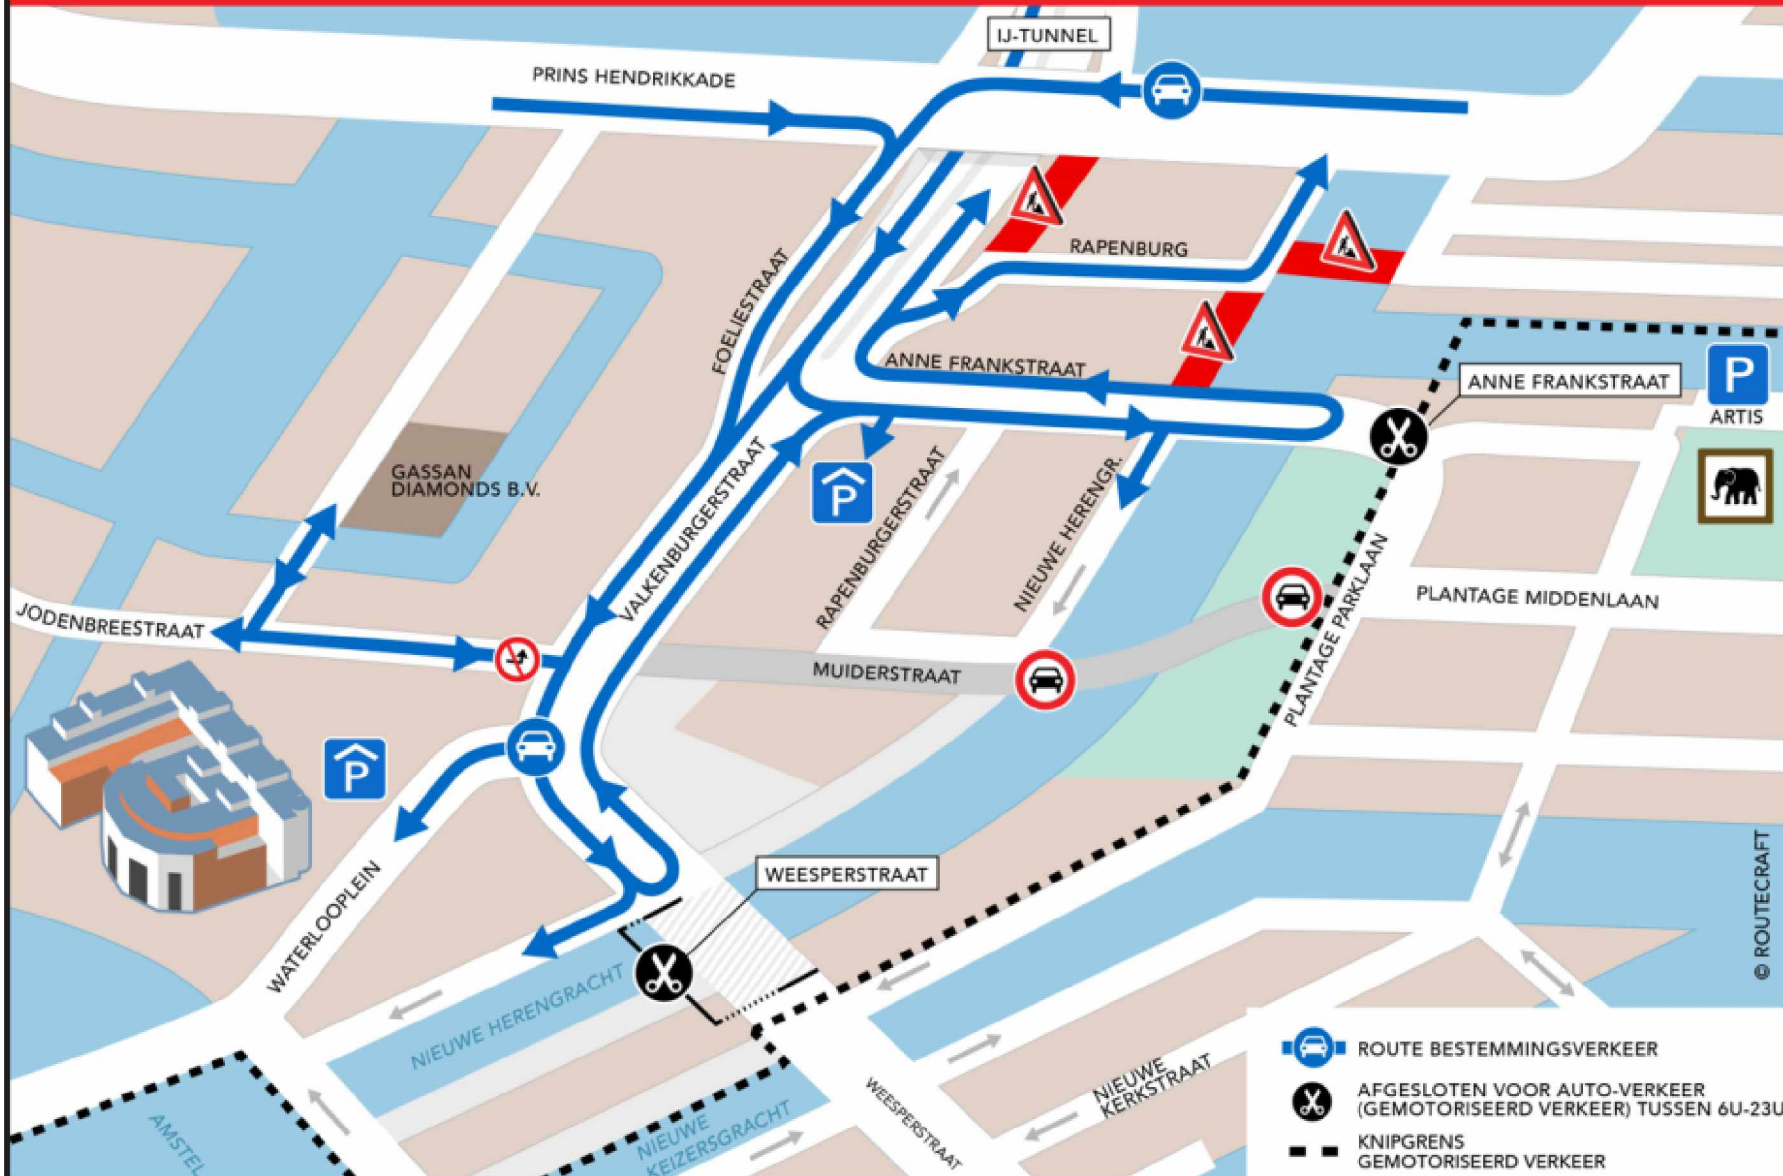 IJ-TUNNEL
PRINS HENDRIKKADE
RAPENBURG
FOELIESTRAAT
ANNE FRANKSTRAAT
ANNE FRANKSTRAAT
P
ARTIS
GASSAN
DIAMONDS B.V.
P
VALKENBURGERSTRAAT
RAPENBURGERSTRAAT
NIEUWE HERENGR.
PLANTAGE PARKLAAN
PLANTAGE MIDDENLAAN
JODENBREESTRAAT
MUIDERSTRAAT
P
WEESPERSTRAAT
WATERLOOPLEIN
NIEUWE HERENGRACHT
© ROUTECRAFT
AMSTEL
NIEUWE
KEIZERSGRACHT
WEESPERSTRAAT
NIEUWE
KERKSTRAAT
ROUTE BESTEMMINGSVERKEER
AFGESLOTEN VOOR AUTO-VERKEER
(GEMOTORISEERD VERKEER) TUSSEN 6U-23U
KNIPGRENS
GEMOTORISEERD VERKEER